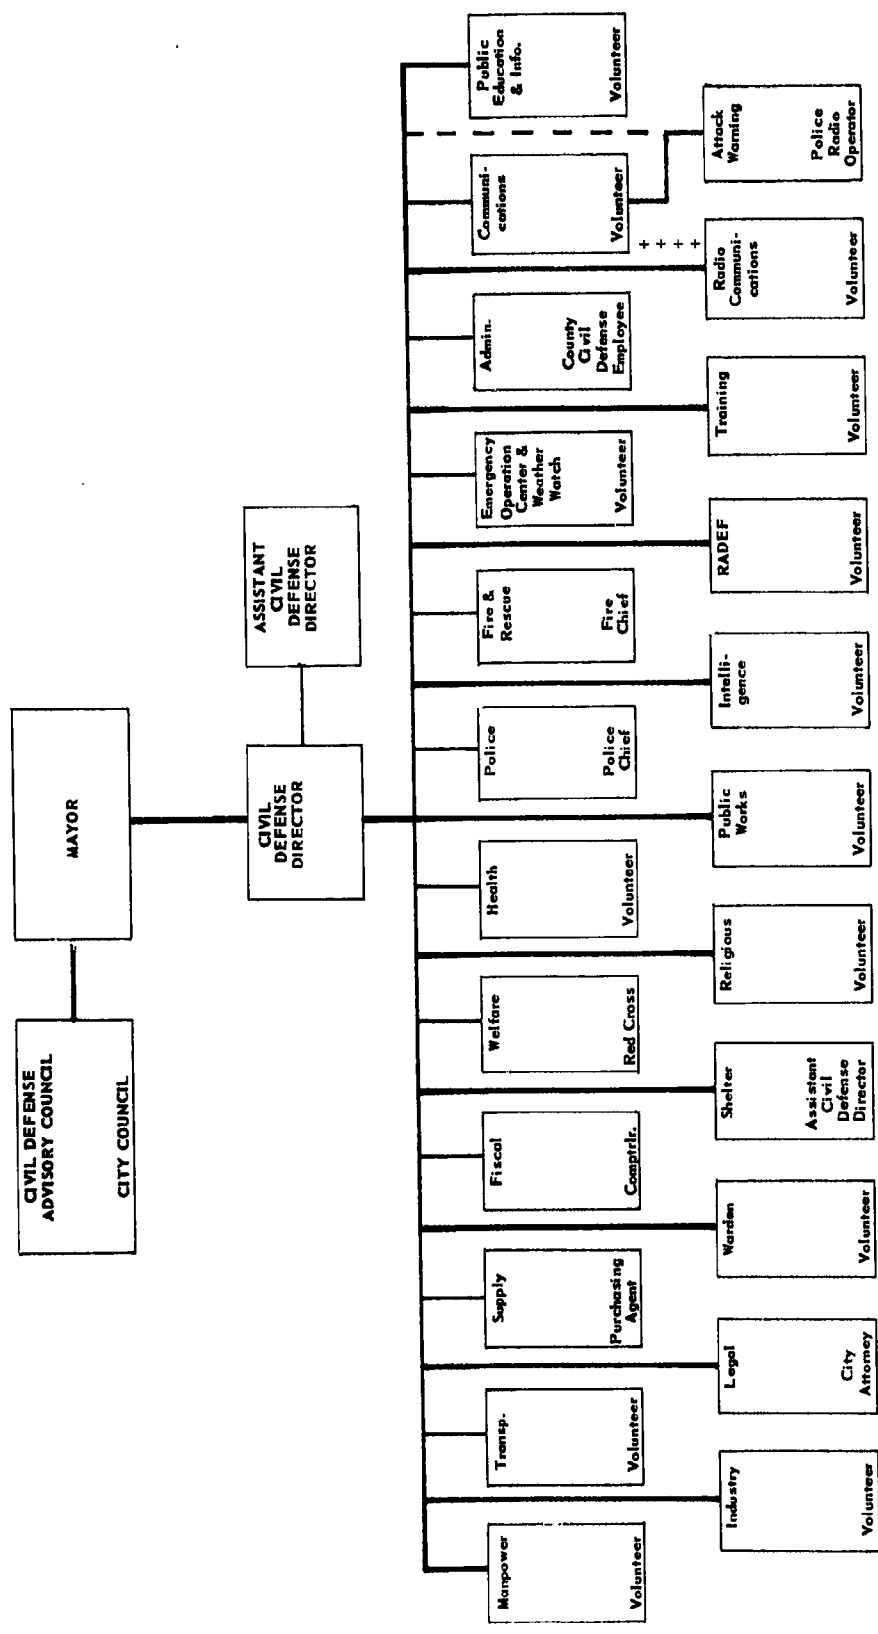 CIVIL DEFENSE
ADVISORY COUNCIL
CITY COUNCIL
MAYOR
CIVIL
DEFENSE
DIRECTOR
ASSISTANT
CIVIL
DEFENSE
DIRECTOR
Manpower
Volunteer
Transp.
Volunteer
Supply
Purchasing
Agent
Fiscal
Comptrlr.
Welfare
Red Cross
Health
Volunteer
Police
Police
Chief
Fire &
Rescue
Fire
Chief
Emergency
Operation
Center &
Weather
Watch
Volunteer
Admin.
County
Civil
Defense
Employee
Communi-
cations
Volunteer
Public
Education
& Info.
Volunteer
Industry
Volunteer
Legal
City
Attorney
Warden
Volunteer
Shelter
Assistant
Civil
Defense
Director
Religious
Volunteer
Public
Works
Volunteer
Intelli-
gence
Volunteer
RADEF
Volunteer
Training
Volunteer
Radio
Communi-
cations
Volunteer
++++
Attack
Warning
Police
Radio
Operator